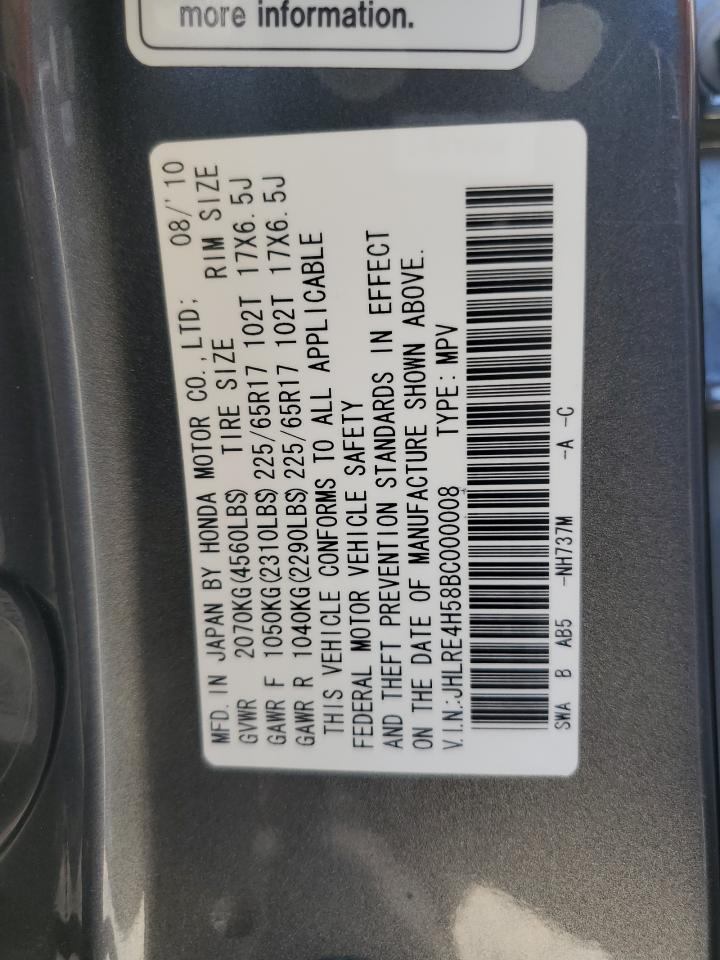 more information.
MFD. IN JAPAN BY HONDA MOTOR CO., LTD; 08/'10
GVWR 2070KG(4560LBS) TIRE SIZE RIM SIZE
GAWR F 1050KG(2310LBS) 225/65R17 102T 17X6.5J
GAWR R 1040KG(2290LBS) 225/65R17 102T 17X6.5J
THIS VEHICLE CONFORMS TO ALL APPLICABLE
FEDERAL MOTOR VEHICLE SAFETY
AND THEFT PREVENTION STANDARDS IN EFFECT
ON THE DATE OF MANUFACTURE SHOWN ABOVE.
V.I.N.:JHLRE4H58BC000008 TYPE:MPV
SWA B AB5 -NH737M -A -C